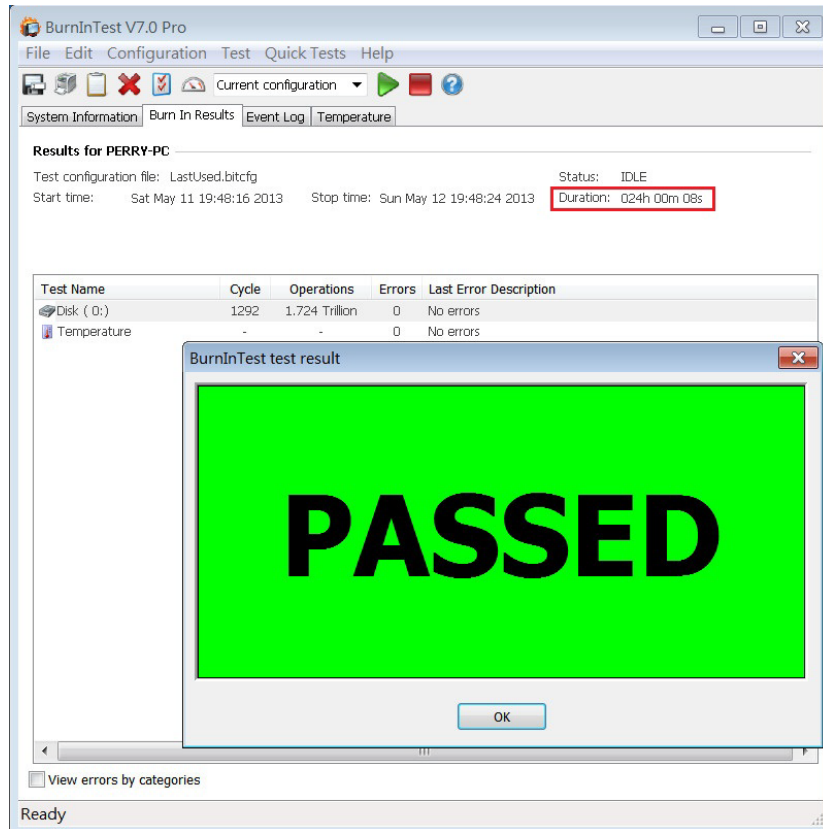 BurnInTest V7.0 Pro
File Edit Configuration Test Quick Tests Help
Current configuration
System Information Burn In Results Event Log Temperature
Results for PERRY-PC
Test configuration file: LastUsed.bitcfg Status: IDLE
Start time: Sat May 11 19:48:16 2013 Stop time: Sun May 12 19:48:24 2013 Duration: 024h 00m 08s
Test Name Cycle Operations Errors Last Error Description
Disk ( O:) 1292 1.724 Trillion 0 No errors
Temperature - - 0 No errors
BurnInTest test result
PASSED
OK
View errors by categories
Ready